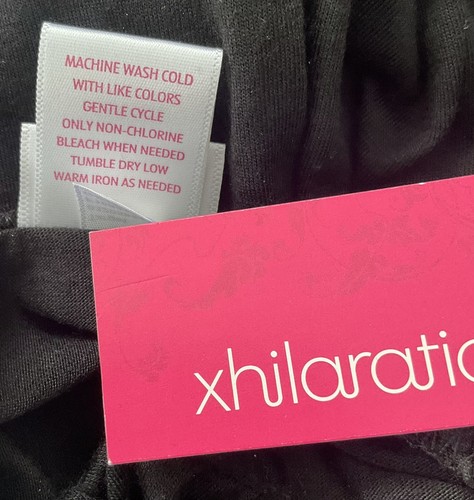 MACHINE WASH COLD
WITH LIKE COLORS
GENTLE CYCLE
ONLY NON-CHLORINE
BLEACH WHEN NEEDED
TUMBLE DRY LOW
WARM IRON AS NEEDED
xhilaratio